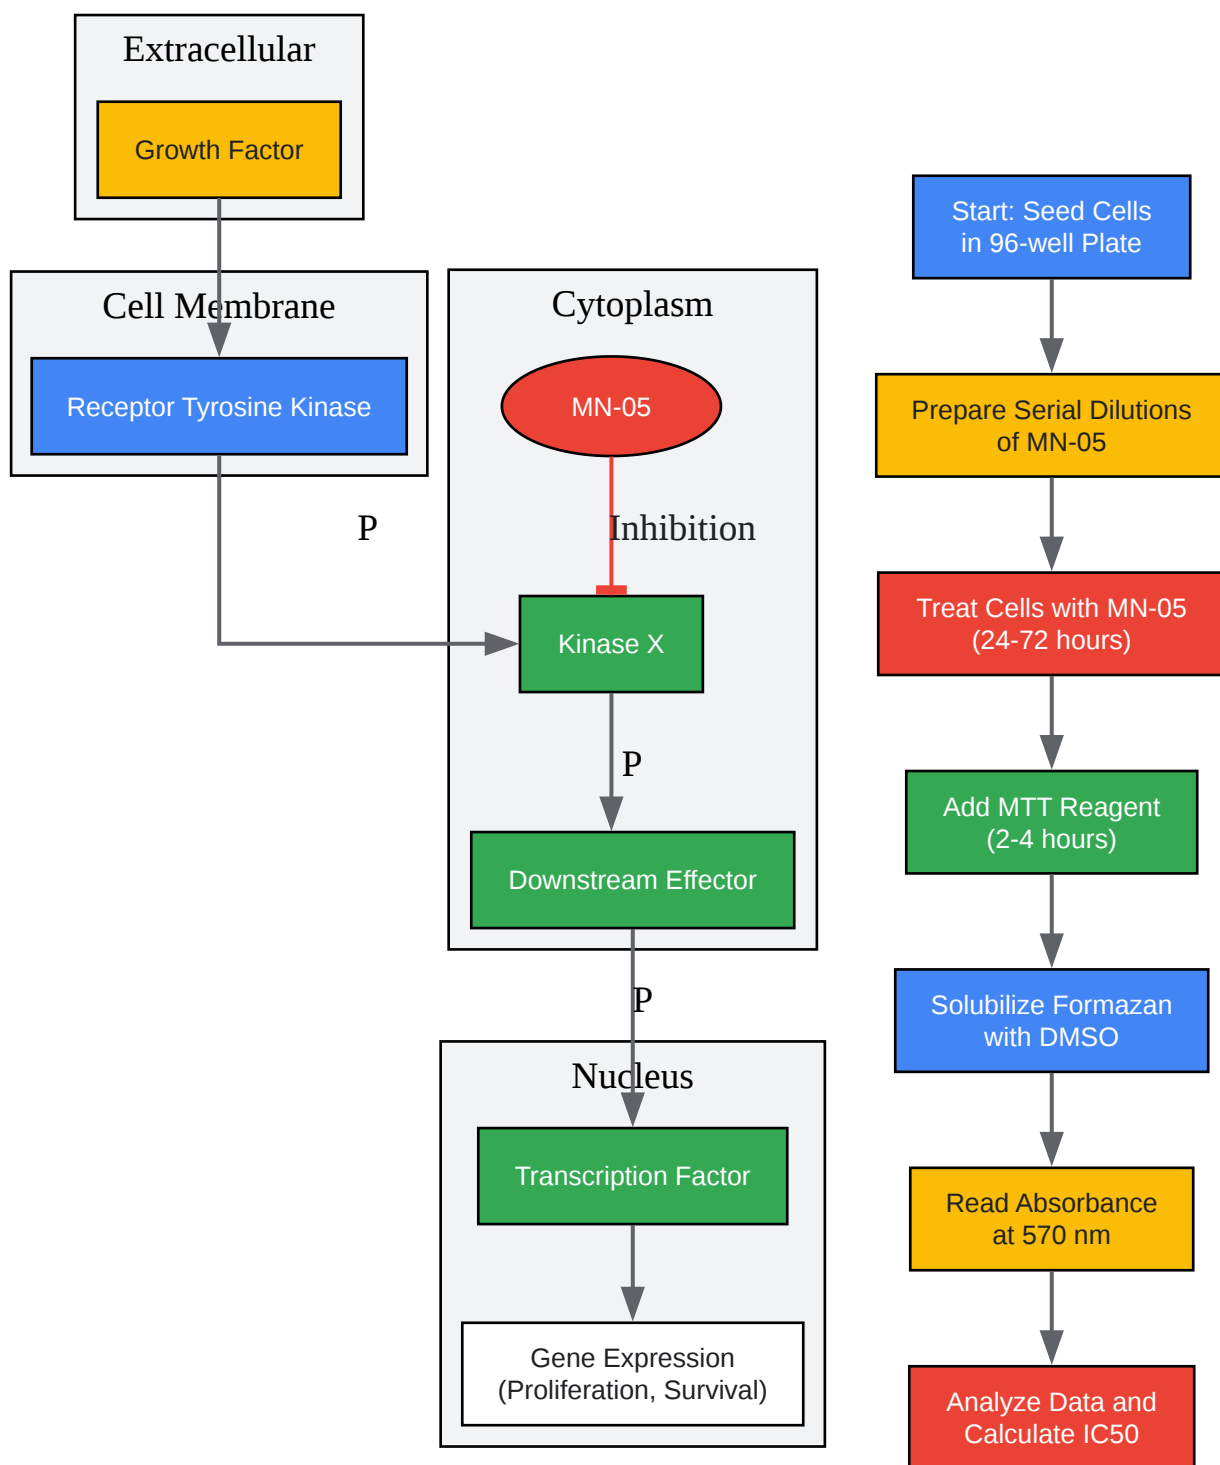 Extracellular
Growth Factor
Cell Membrane
Receptor Tyrosine Kinase
P
Cytoplasm
MN-05
Inhibition
Kinase X
P
Downstream Effector
P
Nucleus
Transcription Factor
Gene Expression
(Proliferation, Survival)
Start: Seed Cells
in 96-well Plate
Prepare Serial Dilutions
of MN-05
Treat Cells with MN-05
(24-72 hours)
Add MTT Reagent
(2-4 hours)
Solubilize Formazan
with DMSO
Read Absorbance
at 570 nm
Analyze Data and
Calculate IC50